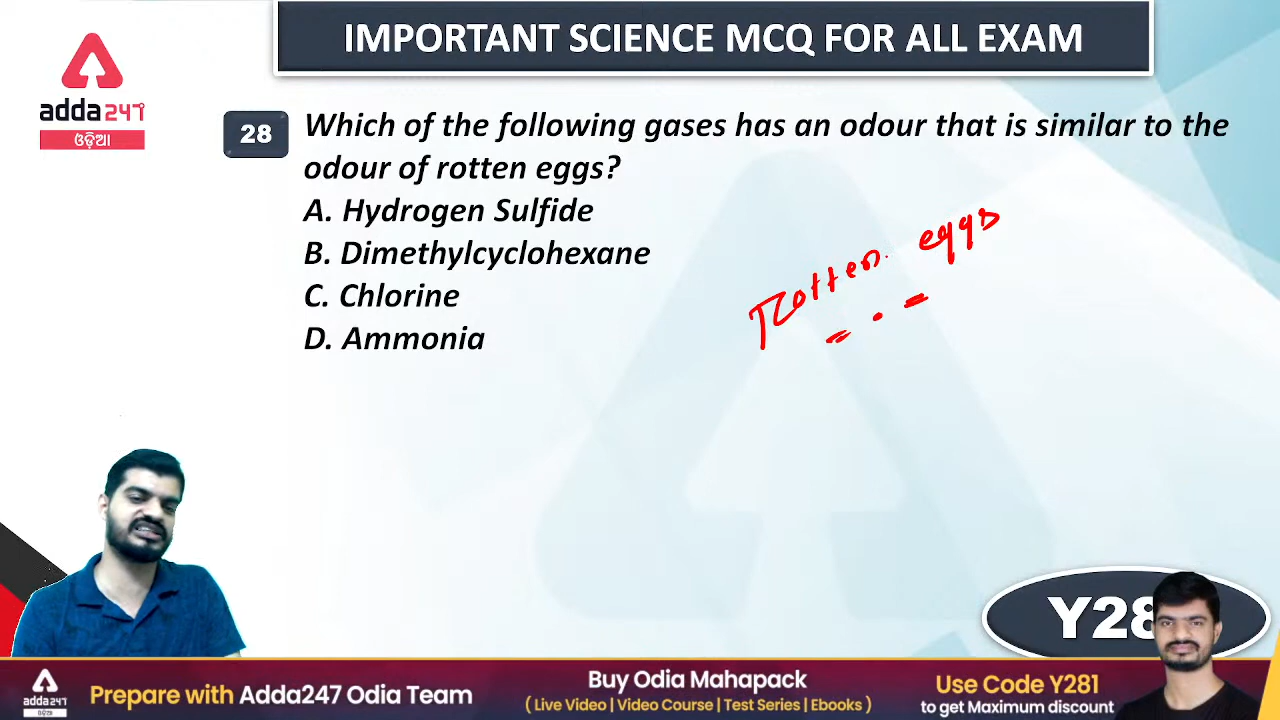 IMPORTANT SCIENCE MCQ FOR ALL EXAM
adda247
ଓଡ଼ିଆ
28
Which of the following gases has an odour that is similar to the
odour of rotten eggs?
A. Hydrogen Sulfide
B. Dimethylcyclohexane
C. Chlorine
D. Ammonia
Rotten eggs
Y28
adda247
ଓଡ଼ିଆ
Prepare with Adda247 Odia Team
Buy Odia Mahapack
( Live Video | Video Course | Test Series | Ebooks )
Use Code Y281
to get Maximum discount